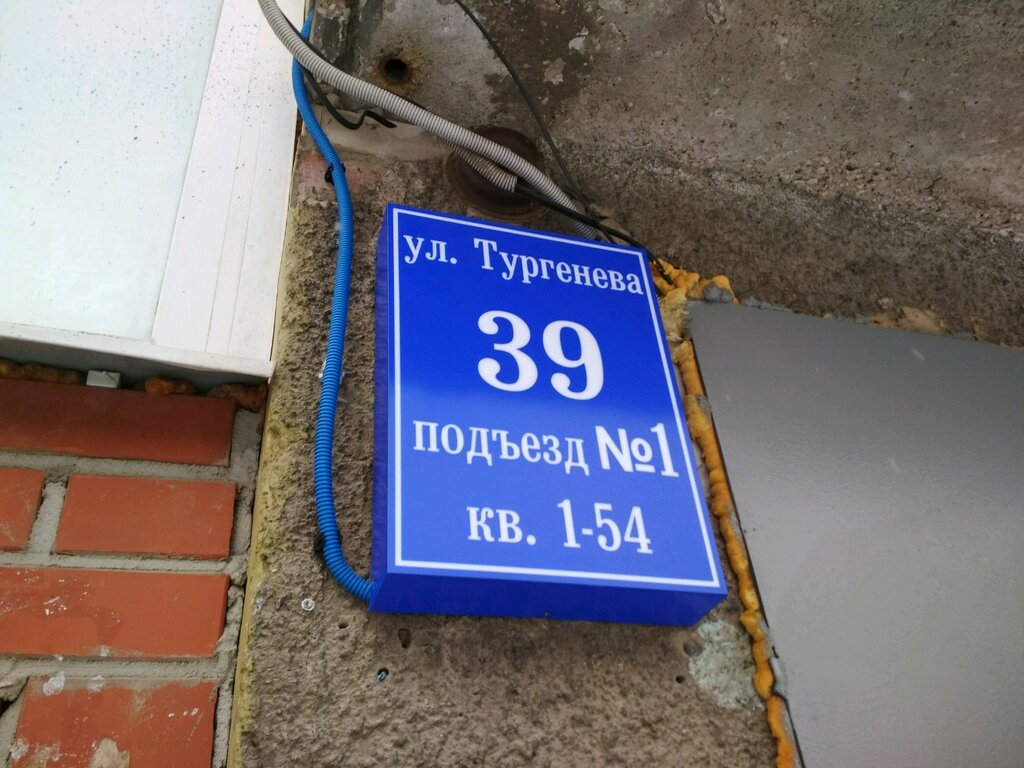 ул. Тургенева
39
подъезд №1
кв. 1-54